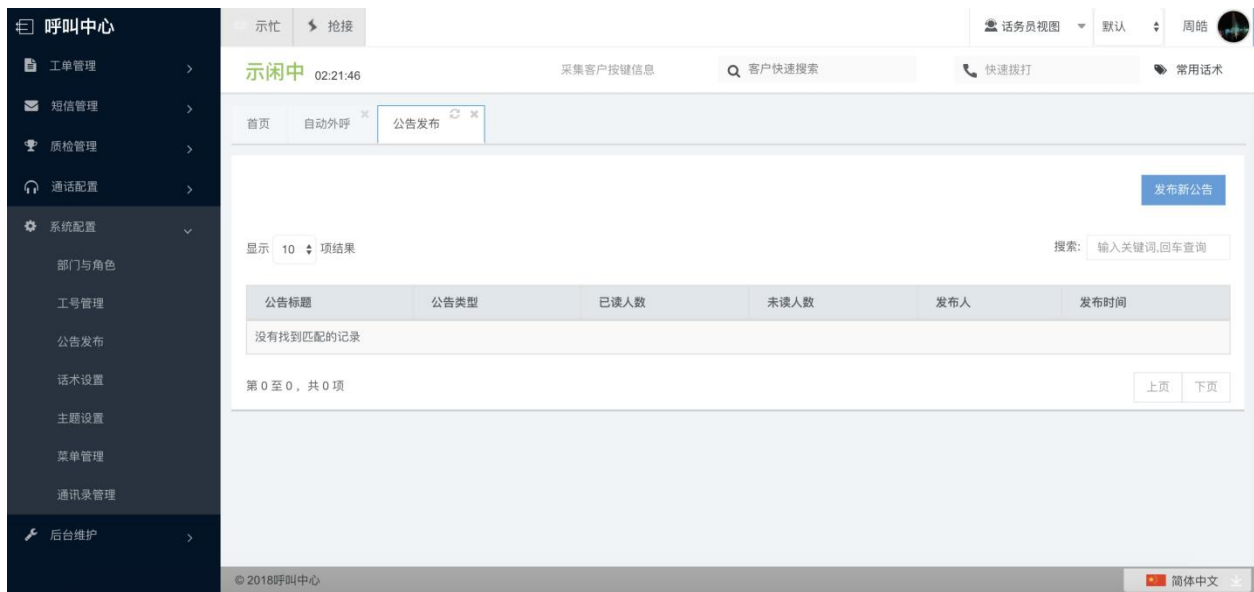 呼叫中心 示忙 抢接 话务员视图 默认 周皓
工单管理
示闲中 02:21:46 采集客户按键信息 客户快速搜索 快速拨打 常用话术
短信管理
首页 自动外呼 公告发布
质检管理
通话配置
发布新公告
系统配置
显示 10 项结果 搜索: 输入关键词,回车查询
部门与角色
工号管理
公告标题 公告类型 已读人数 未读人数 发布人 发布时间
公告发布
没有找到匹配的记录
话术设置
第 0 至 0，共 0 项 上页 下页
主题设置
菜单管理
通讯录管理
后台维护
© 2018呼叫中心 简体中文